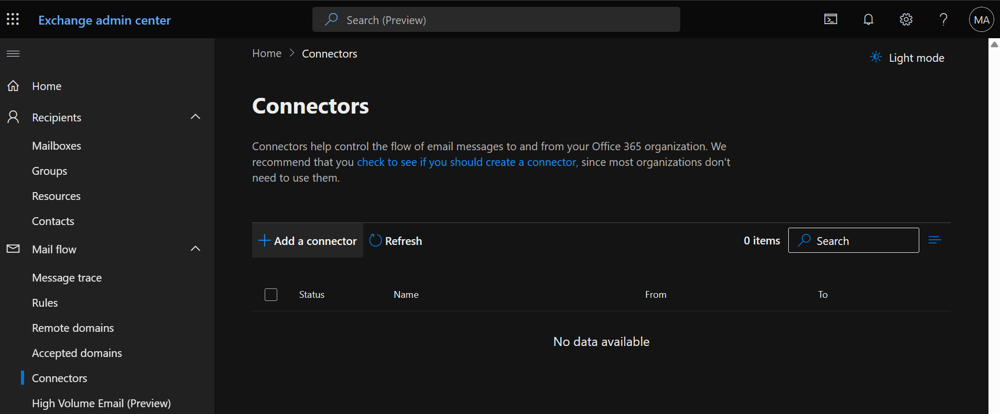 Exchange admin center
Search (Preview)
MA
Home
Recipients
Mailboxes
Groups
Resources
Contacts
Mail flow
Message trace
Rules
Remote domains
Accepted domains
Connectors
High Volume Email (Preview)
Home > Connectors
Light mode
Connectors
Connectors help control the flow of email messages to and from your Office 365 organization. We
recommend that you check to see if you should create a connector, since most organizations don't
need to use them.
Add a connector
Refresh
0 items
Search
Status Name From To
No data available